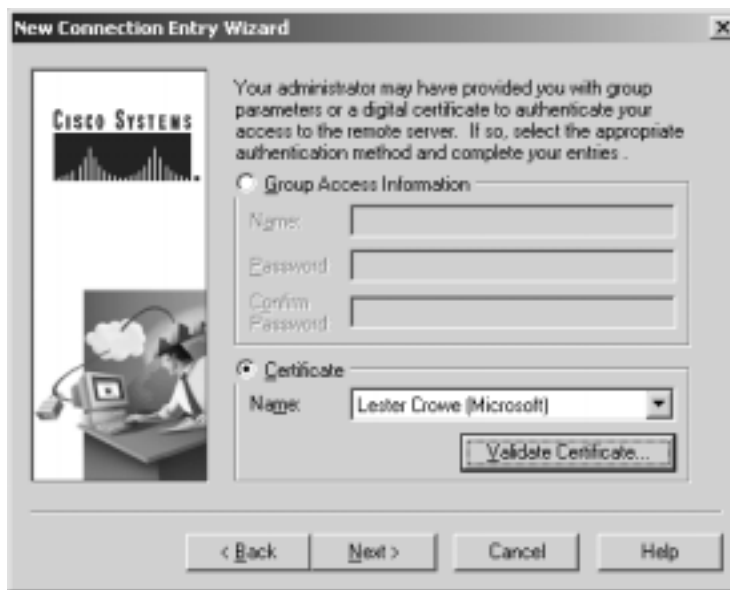 New Connection Entry Wizard
CISCO SYSTEMS
Your administrator may have provided you with group
parameters or a digital certificate to authenticate your
access to the remote server. If so, select the appropriate
authentication method and complete your entries .
Group Access Information
Name:
Password:
Confirm
Password:
Certificate
Name:
Lester Crowe (Microsoft)
Validate Certificate...
< Back
Next >
Cancel
Help